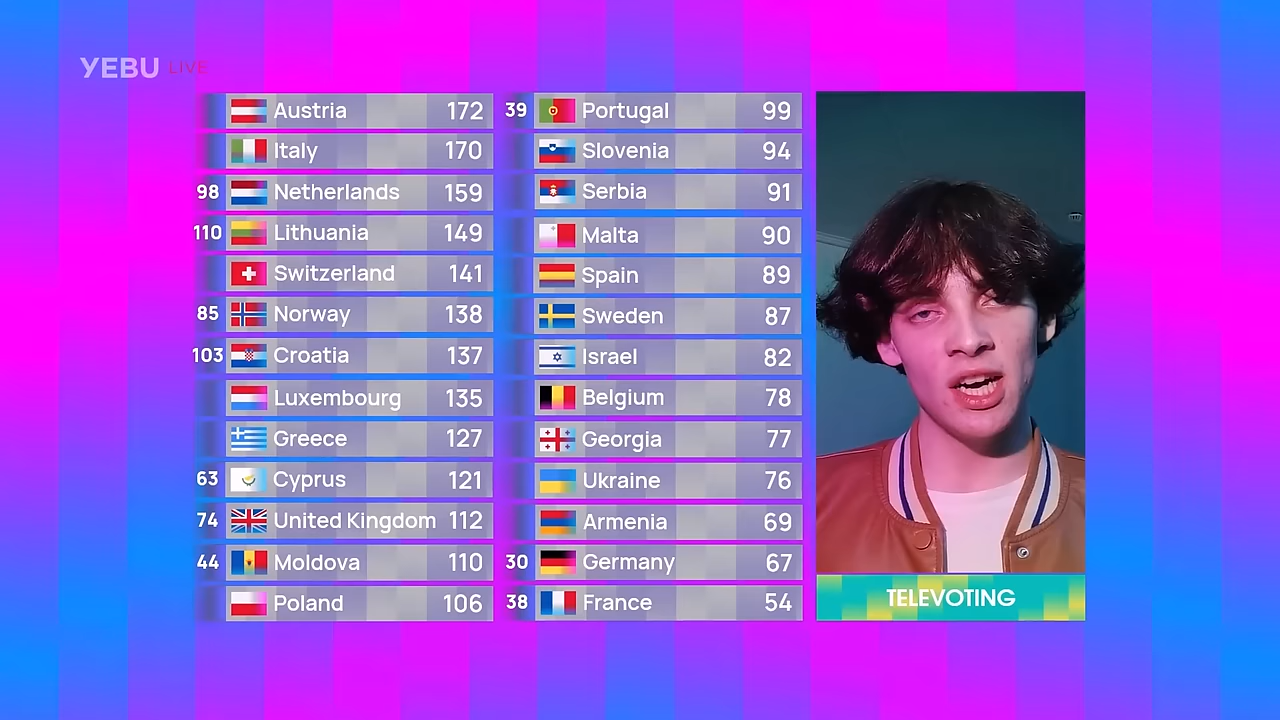 YEBU LIVE
Austria 172
Italy 170
98 Netherlands 159
110 Lithuania 149
Switzerland 141
85 Norway 138
103 Croatia 137
Luxembourg 135
Greece 127
63 Cyprus 121
74 United Kingdom 112
44 Moldova 110
Poland 106
39 Portugal 99
Slovenia 94
Serbia 91
Malta 90
Spain 89
Sweden 87
Israel 82
Belgium 78
Georgia 77
Ukraine 76
Armenia 69
30 Germany 67
38 France 54
TELEVOTING